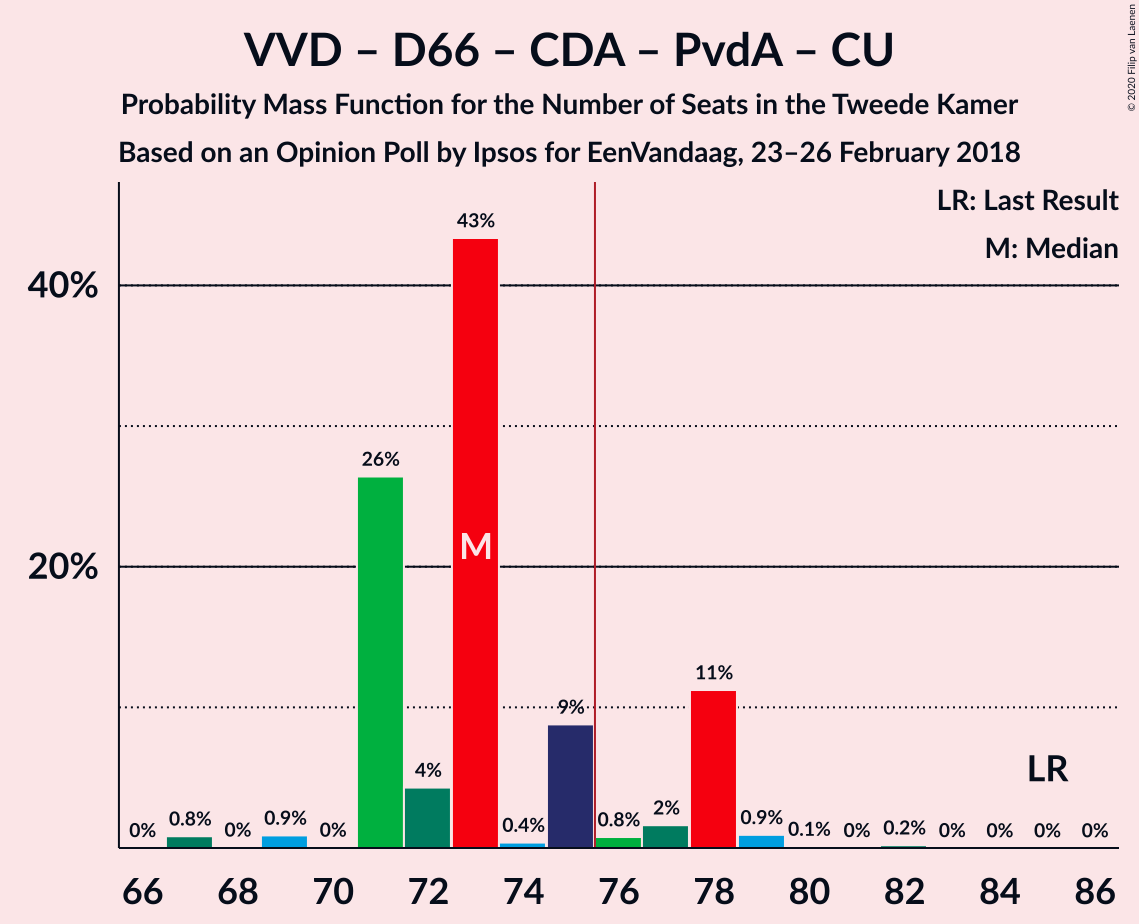 VVD – D66 – CDA – PvdA – CU
Probability Mass Function for the Number of Seats in the Tweede Kamer
Based on an Opinion Poll by Ipsos for EenVandaag, 23–26 February 2018
© 2020 Filip van Laenen
LR: Last Result
M: Median
43%
40%
26%
M
20%
11%
9%
LR
4%
0% 0.8% 0% 0.9% 0% 0.4% 0.8% 2% 0.9% 0.1% 0% 0.2% 0% 0% 0% 0%
66 68 70 72 74 76 78 80 82 84 86